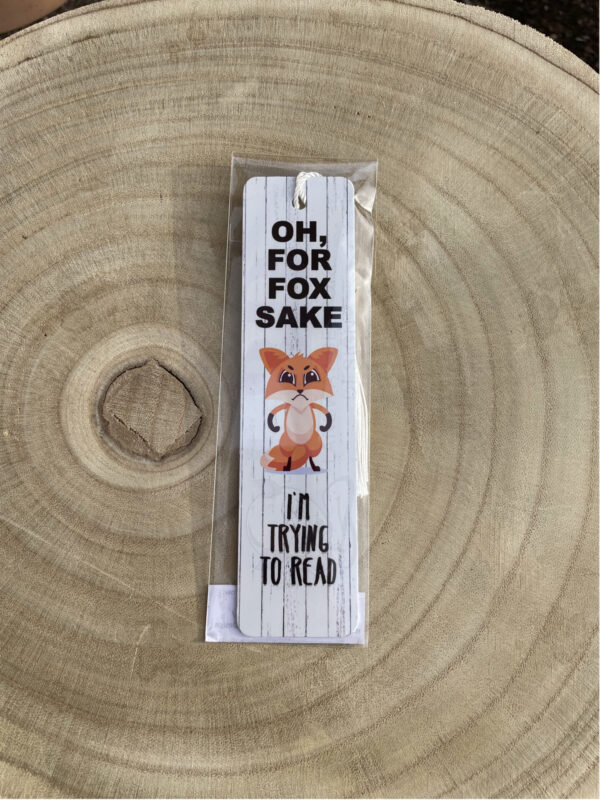 OH,
FOR
FOX
SAKE
I'M
TRYING
TO READ